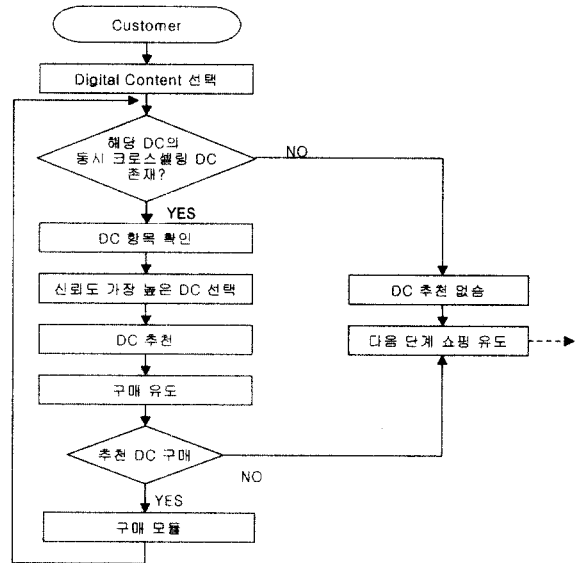 Customer
Digital Content 선택
해당 DC의
동시 크로스셀링 DC
존재?
NO
YES
DC 항목 확인
신뢰도 가장 높은 DC 선택
DC 추천 없음
DC 추천
다음 단계 쇼핑 유도
구매 유도
추천 DC 구매
NO
YES
구매 모듈